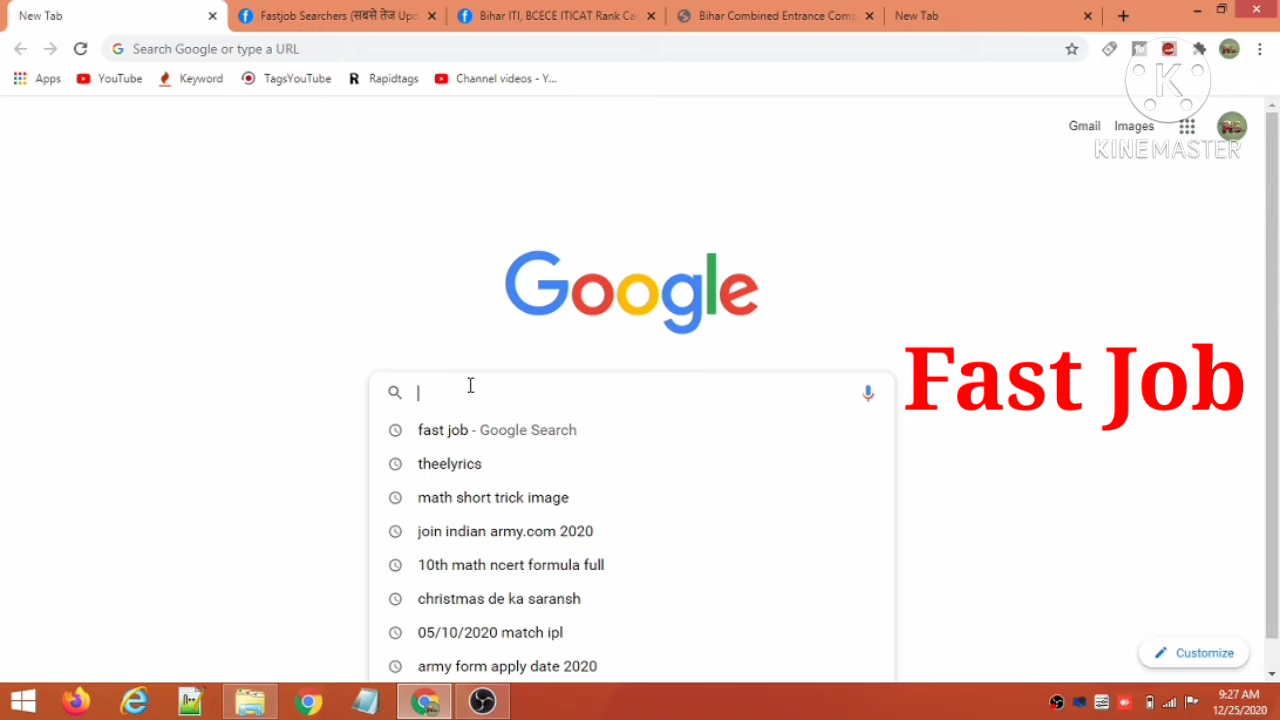 New Tab
Fastjob Searchers (सबसे तेज Upd
Bihar ITI, BCECE ITICAT Rank Ca
Bihar Combined Entrance Comp
New Tab
Search Google or type a URL
Apps
YouTube
Keyword
TagsYouTube
R Rapidtags
Channel videos - Y...
K
KINEMASTER
Gmail
Images
Google
Fast Job
fast job - Google Search
theelyrics
math short trick image
join indian army.com 2020
10th math ncert formula full
christmas de ka saransh
05/10/2020 match ipl
army form apply date 2020
Customize
9:27 AM
12/25/2020